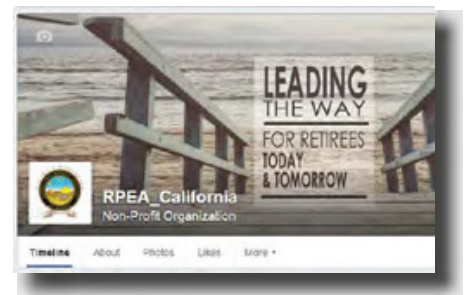 LEADING
THE WAY
FOR RETIREES
TODAY
& TOMORROW
RPEA_California
Non-Profit Organization
Timeline About Photos Likes More